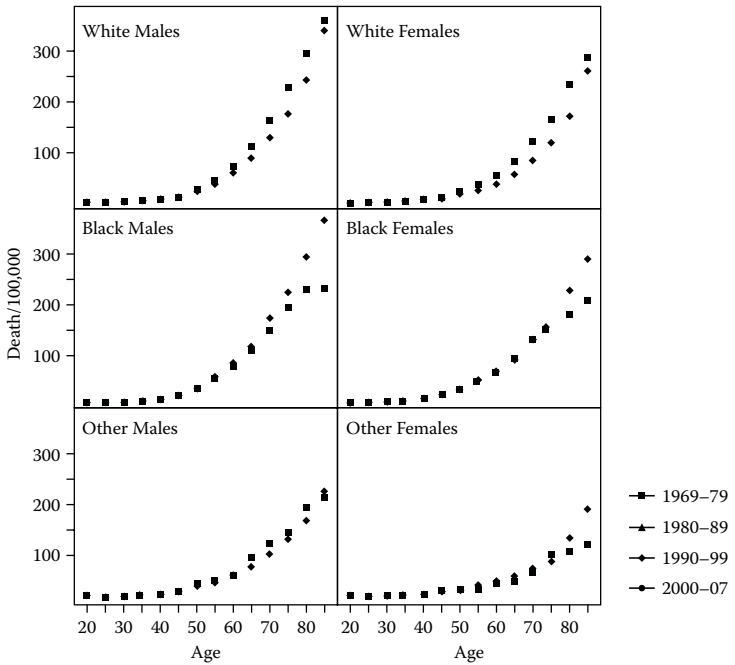 White Males
White Females
300
200
100
Black Males
Black Females
Death/100,000
300
200
100
Other Males
Other Females
300
200
100
1969–79
1980–89
1990–99
2000–07
20 30 40 50 60 70 80
20 30 40 50 60 70 80
Age
Age